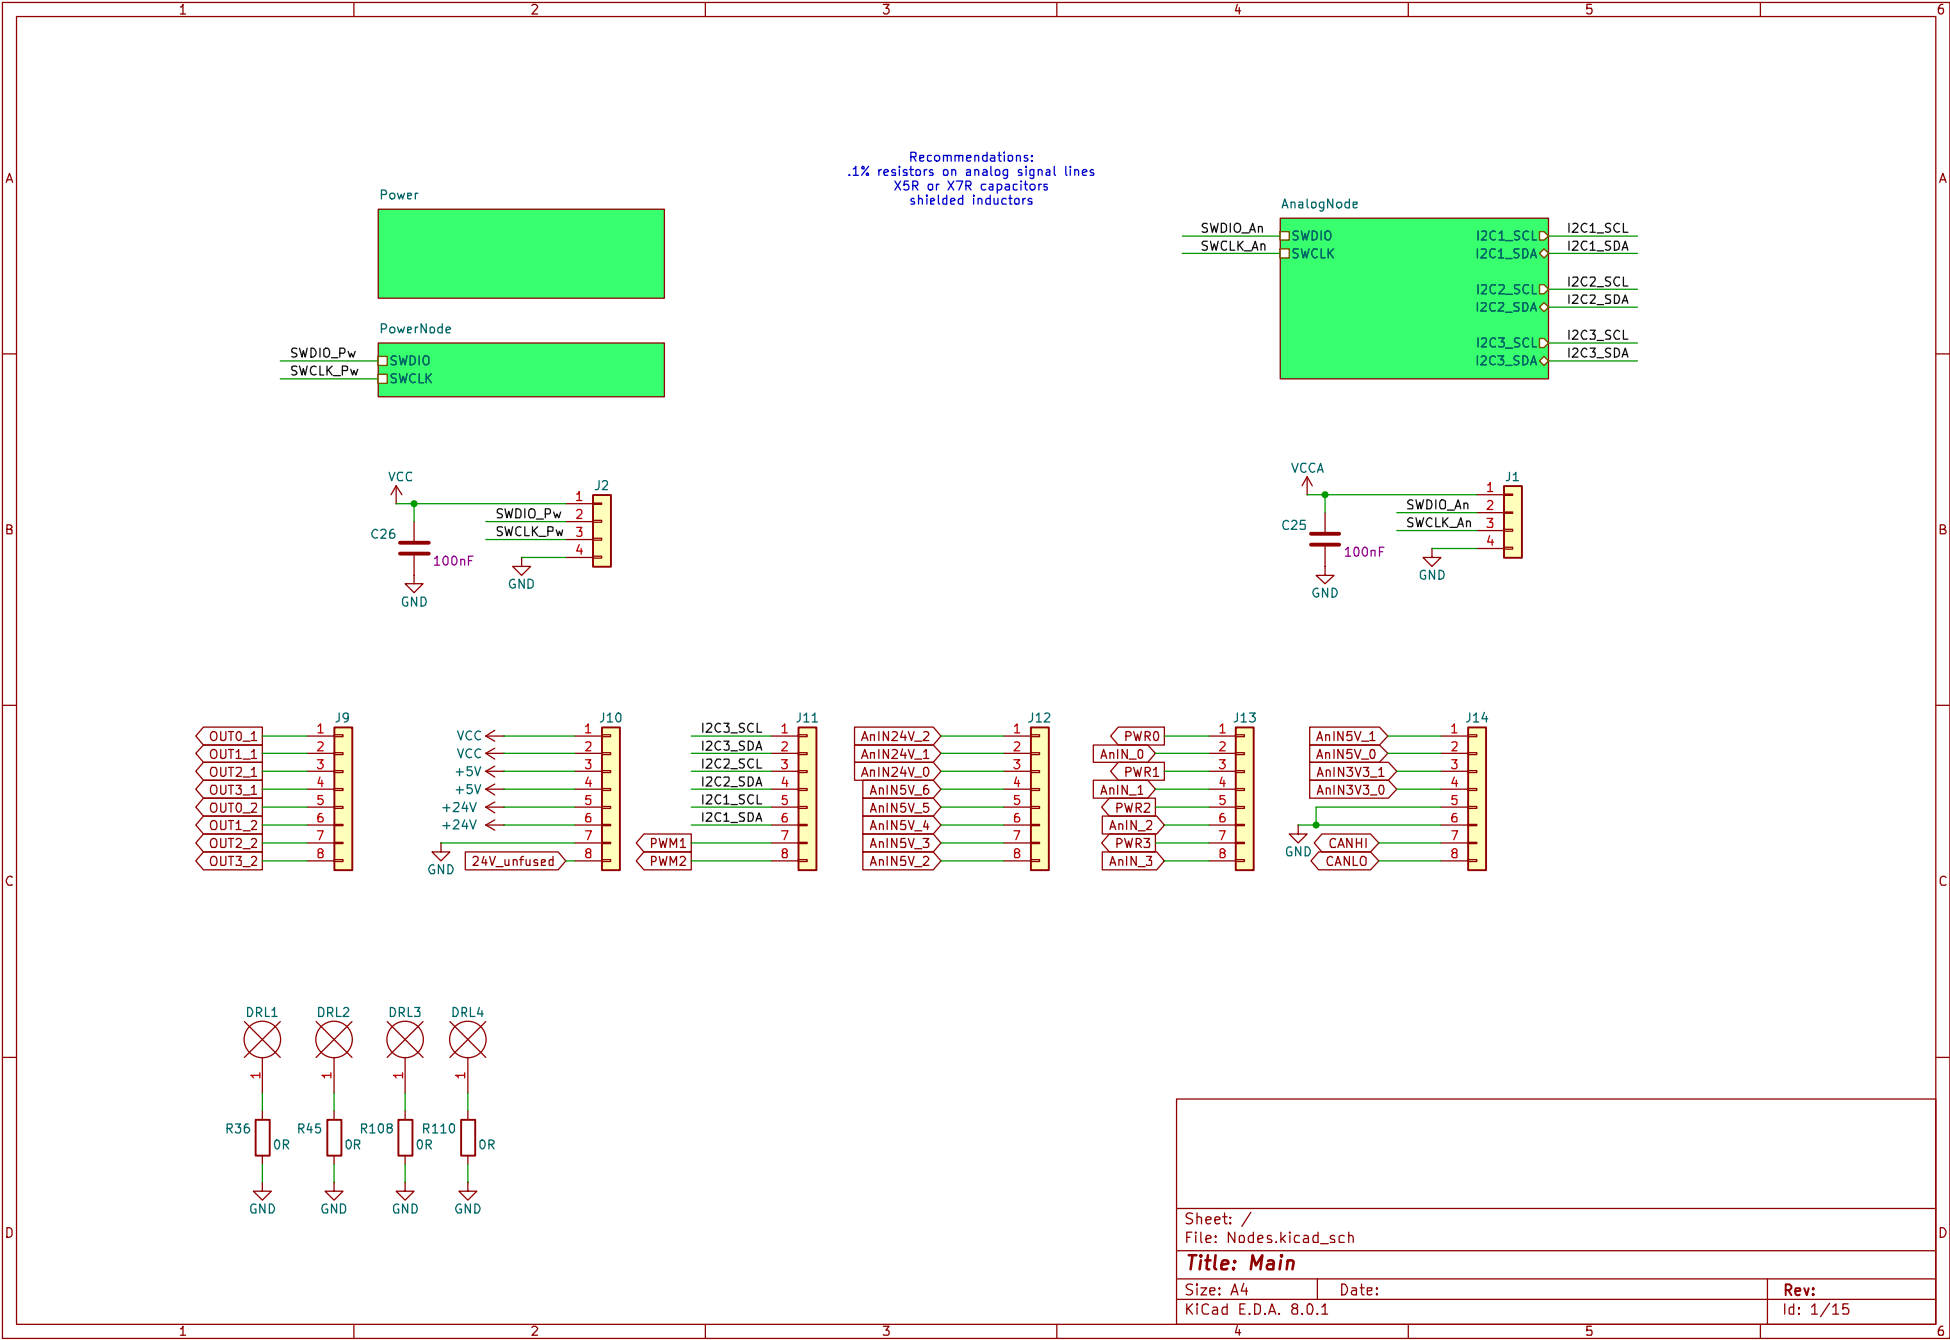 1 2 3 4 5 6
A A
B B
C C
D D
Recommendations:
.1% resistors on analog signal lines
X5R or X7R capacitors
shielded inductors
Power
PowerNode
SWDIO_Pw SWDIO
SWCLK_Pw SWCLK
AnalogNode
SWDIO_An SWDIO I2C1_SCL I2C1_SCL
SWCLK_An SWCLK I2C1_SDA I2C1_SDA
I2C2_SCL I2C2_SCL
I2C2_SDA I2C2_SDA
I2C3_SCL I2C3_SCL
I2C3_SDA I2C3_SDA
VCC
J2
1
SWDIO_Pw 2
SWCLK_Pw 3
4
C26
100nF
GND
GND
VCCA
J1
1
SWDIO_An 2
SWCLK_An 3
4
C25
100nF
GND
GND
J9
OUT0_1 1
OUT1_1 2
OUT2_1 3
OUT3_1 4
OUT0_2 5
OUT1_2 6
OUT2_2 7
OUT3_2 8
J10
VCC 1
VCC 2
+5V 3
+5V 4
+24V 5
+24V 6
7
GND
24V_unfused 8
J11
I2C3_SCL 1
I2C3_SDA 2
I2C2_SCL 3
I2C2_SDA 4
I2C1_SCL 5
I2C1_SDA 6
PWM1 7
PWM2 8
J12
AnIN24V_2 1
AnIN24V_1 2
AnIN24V_0 3
AnIN5V_6 4
AnIN5V_5 5
AnIN5V_4 6
AnIN5V_3 7
AnIN5V_2 8
J13
PWR0 1
AnIN_0 2
PWR1 3
AnIN_1 4
PWR2 5
AnIN_2 6
PWR3 7
AnIN_3 8
J14
AnIN5V_1 1
AnIN5V_0 2
AnIN3V3_1 3
AnIN3V3_0 4
5
6
GND
CANHI 7
CANLO 8
DRL1 DRL2 DRL3 DRL4
1 1 1 1
R36 R45 R108 R110
0R 0R 0R 0R
GND GND GND GND
Sheet: /
File: Nodes.kicad_sch
Title: Main
Size: A4 Date: Rev:
KiCad E.D.A. 8.0.1 Id: 1/15
1 2 3 4 5 6